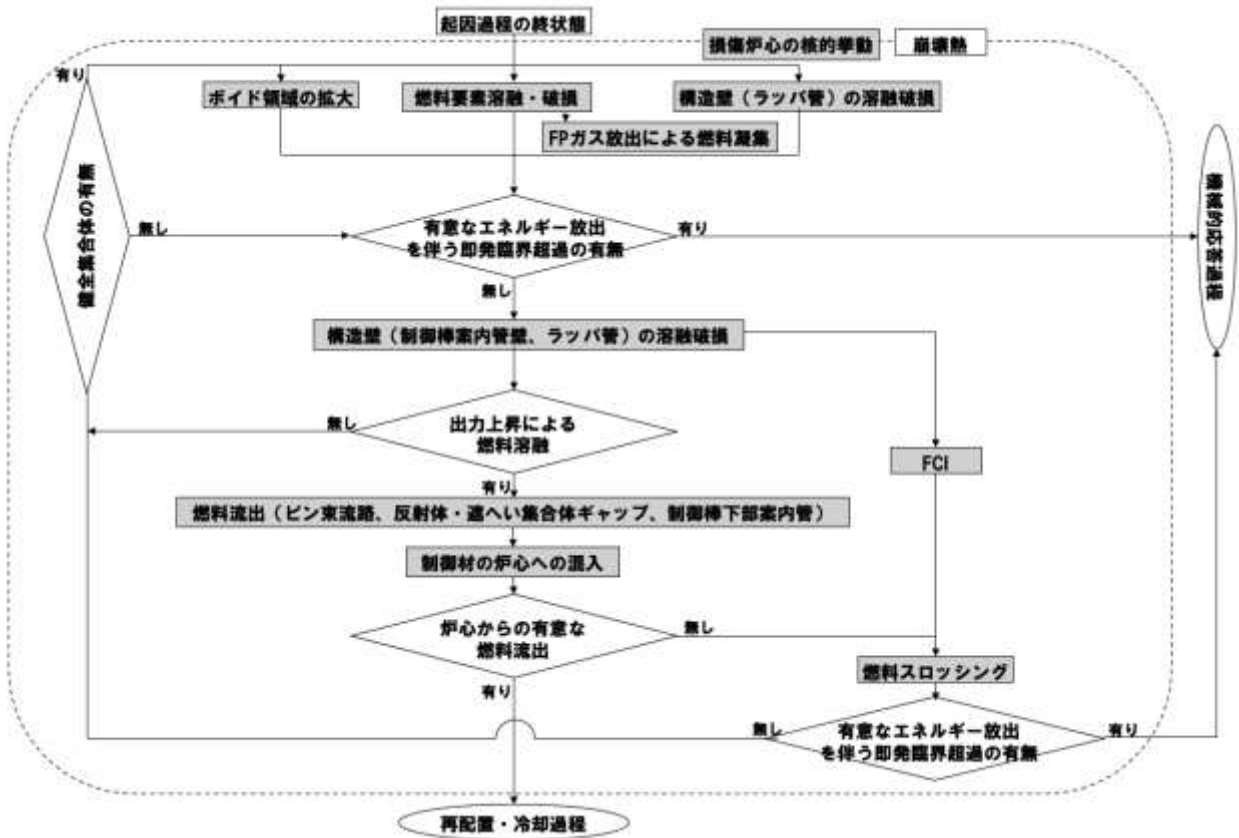 起因過程の終状態
損傷炉心の核的挙動
崩壊熱
有り
ボイド領域の拡大
燃料要素溶融・破損
構造壁（ラッパ管）の溶融破損
FPガス放出による燃料凝集
健全集合体の有無
機械的応答過程
無し
有意なエネルギー放出
を伴う即発臨界超過の有無
有り
無し
構造壁（制御棒案内管壁、ラッパ管）の溶融破損
無し
出力上昇による
燃料溶融
FCI
有り
燃料流出（ピン束流路、反射体・遮へい集合体ギャップ、制御棒下部案内管）
制御材の炉心への混入
炉心からの有意な
燃料流出
無し
燃料スロッシング
有り
無し
有意なエネルギー放出
を伴う即発臨界超過の有無
有り
再配置・冷却過程